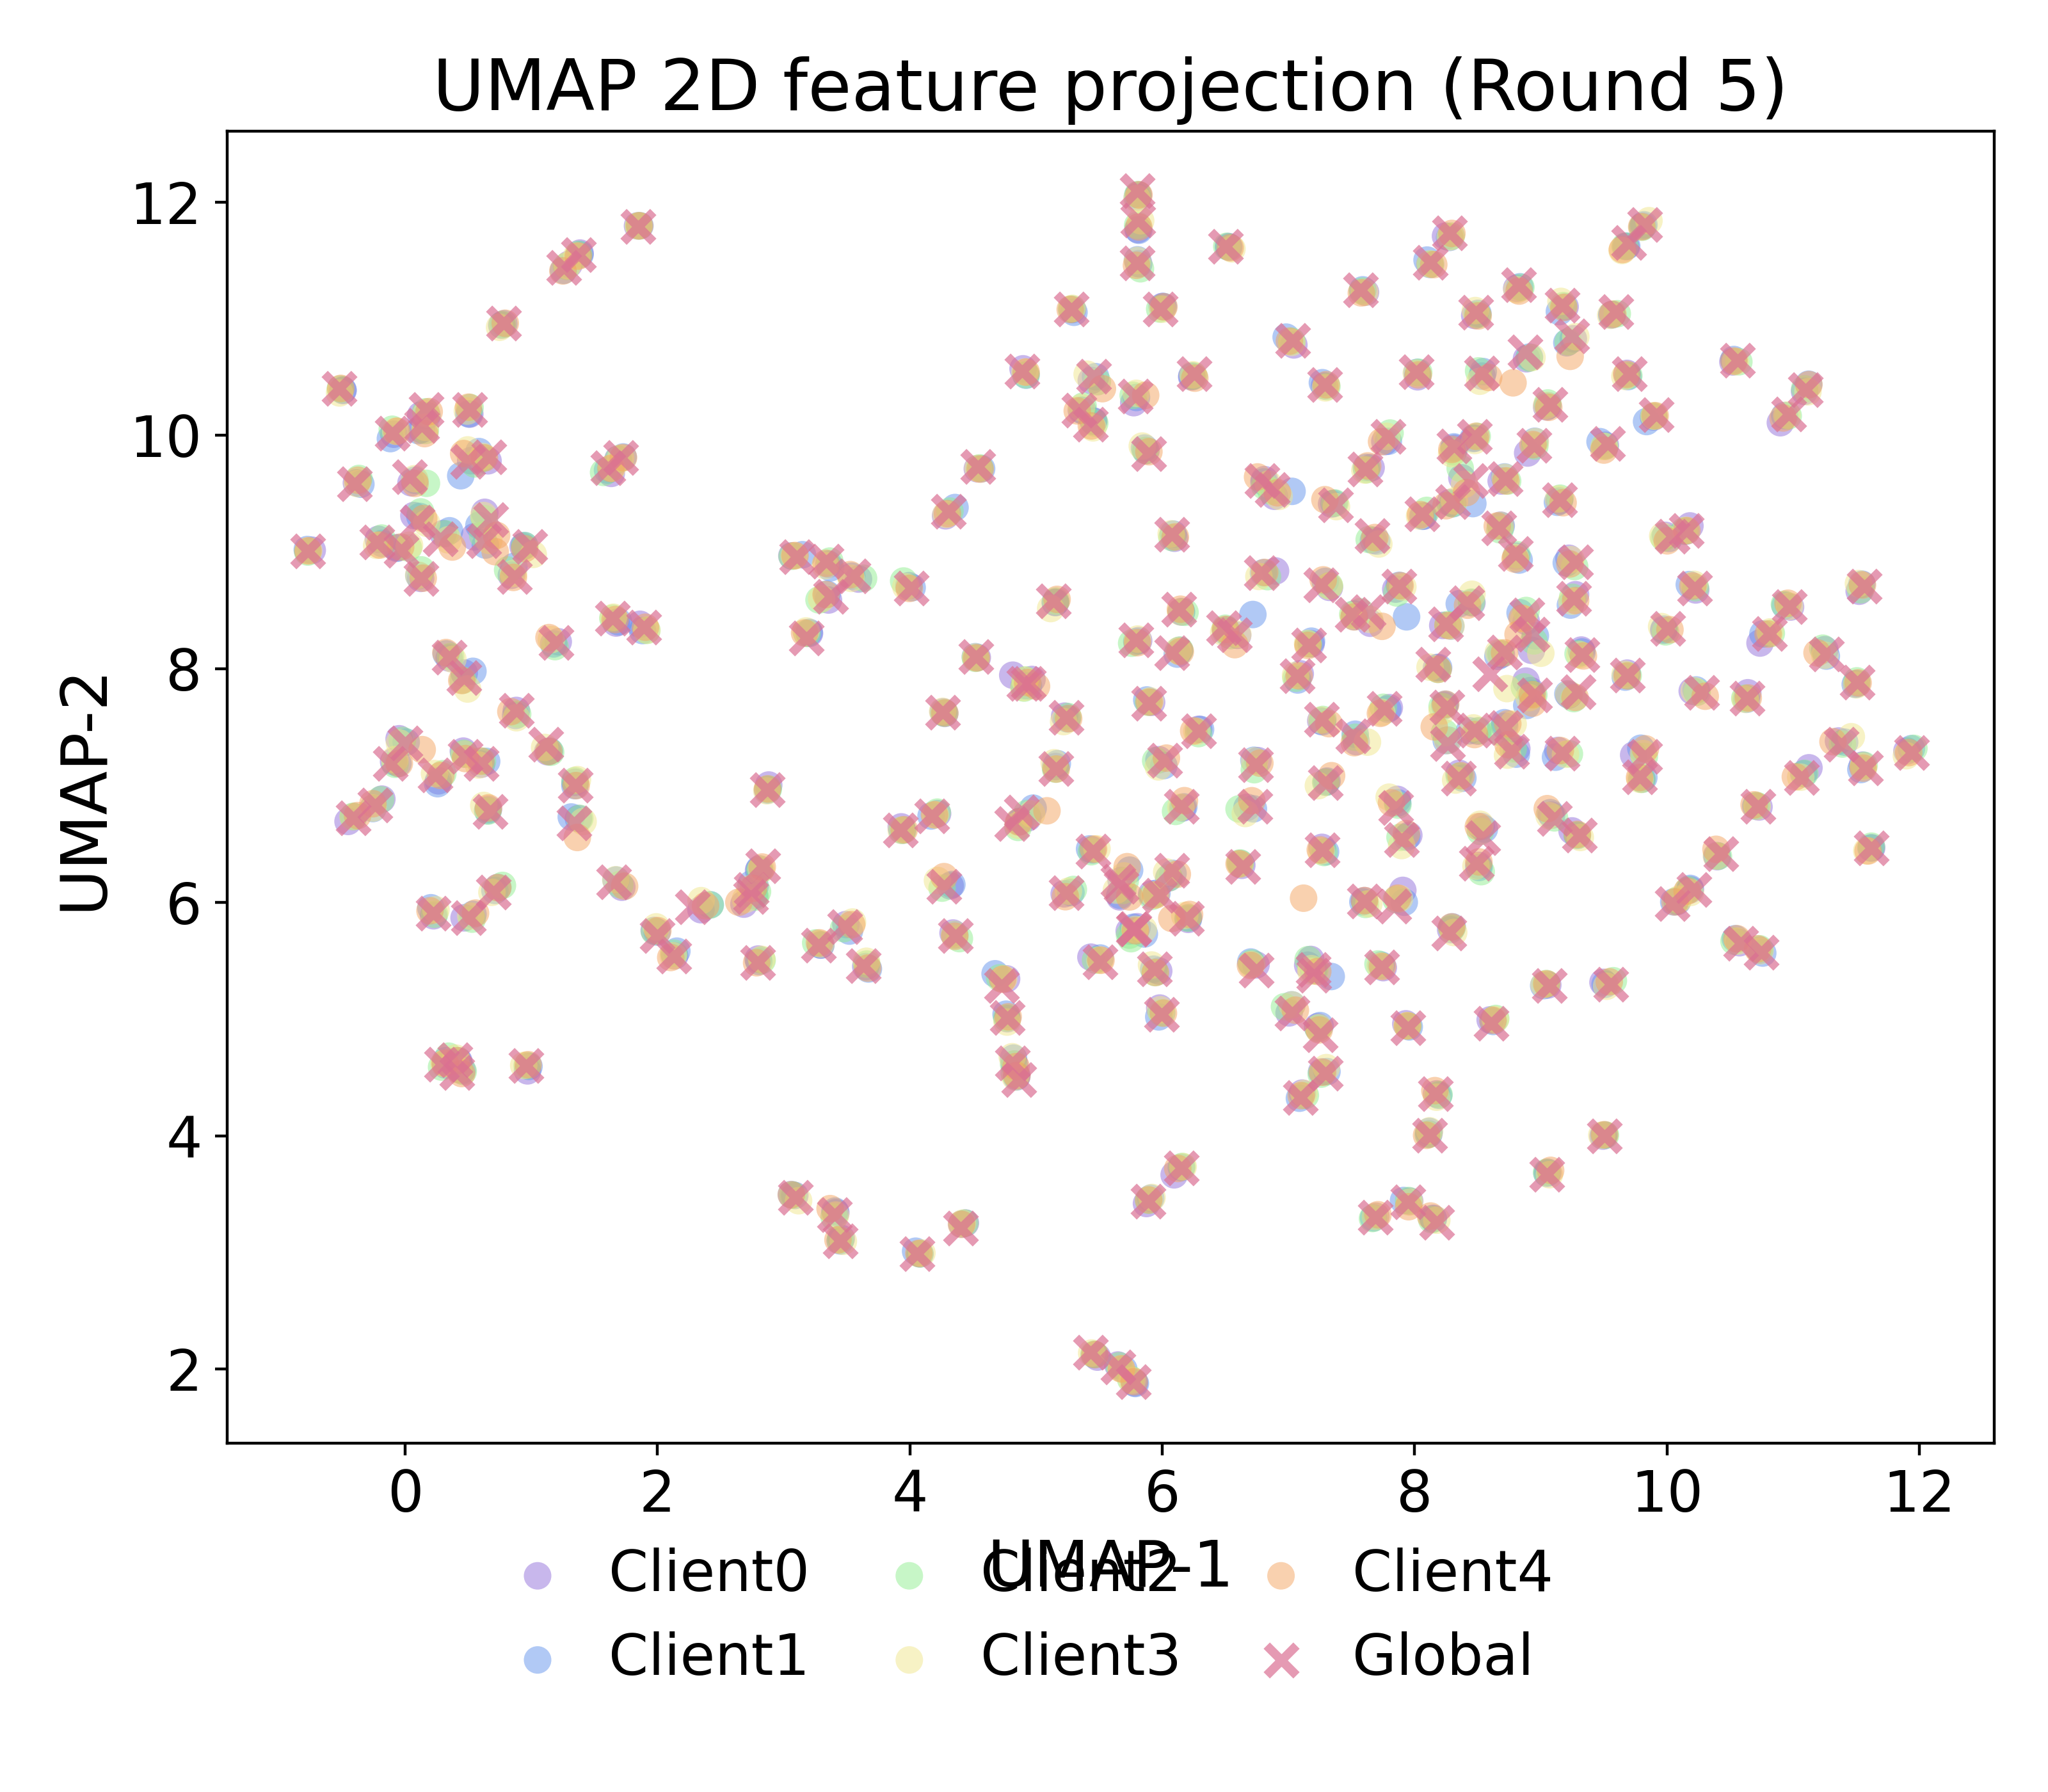 UMAP 2D feature projection (Round 5)
UMAP-2
12
10
8
6
4
2
0 2 4 6 8 10 12
UMAP-1
Client0 Client2 Client4
Client1 Client3 Global